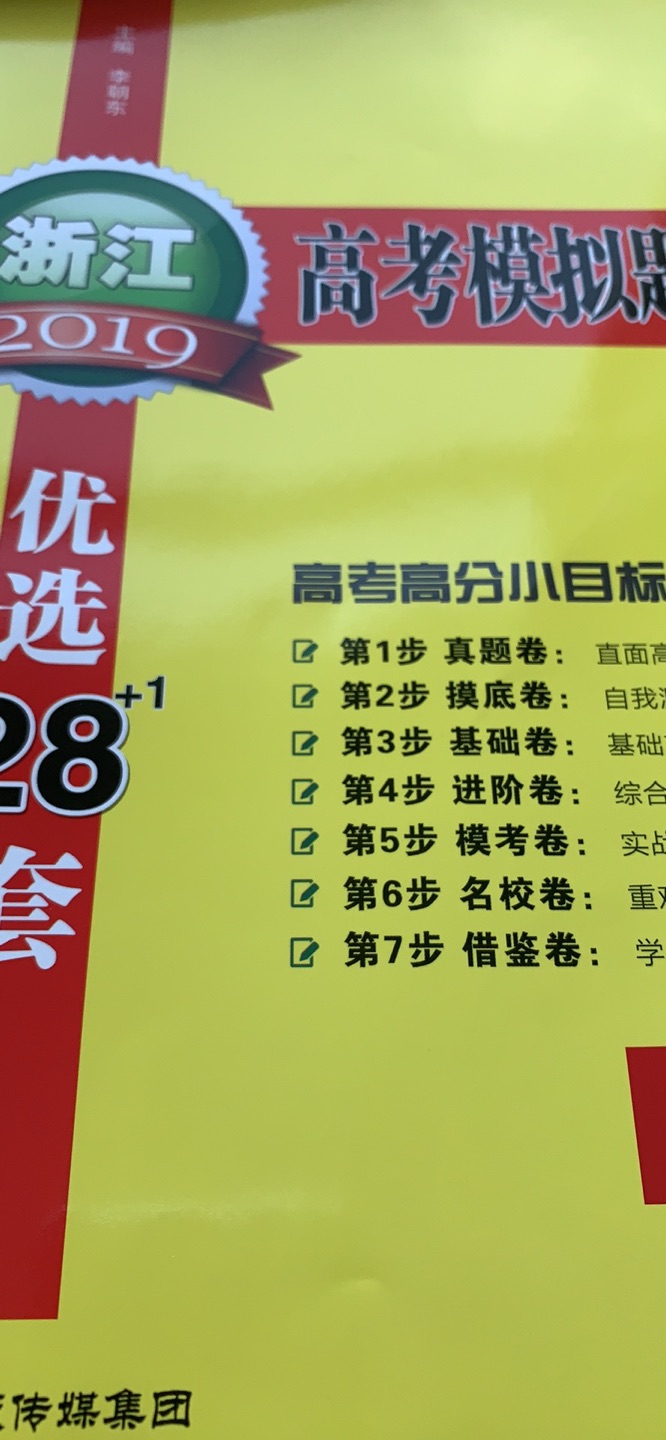 主编 李朝东
浙江
2019
高考模拟题
优选
28+1
套
高考高分小目标
第1步 真题卷： 直面高
第2步 摸底卷： 自我
第3步 基础卷： 基础
第4步 进阶卷： 综合
第5步 模考卷： 实战
第6步 名校卷： 重难
第7步 借鉴卷： 学
传媒集团